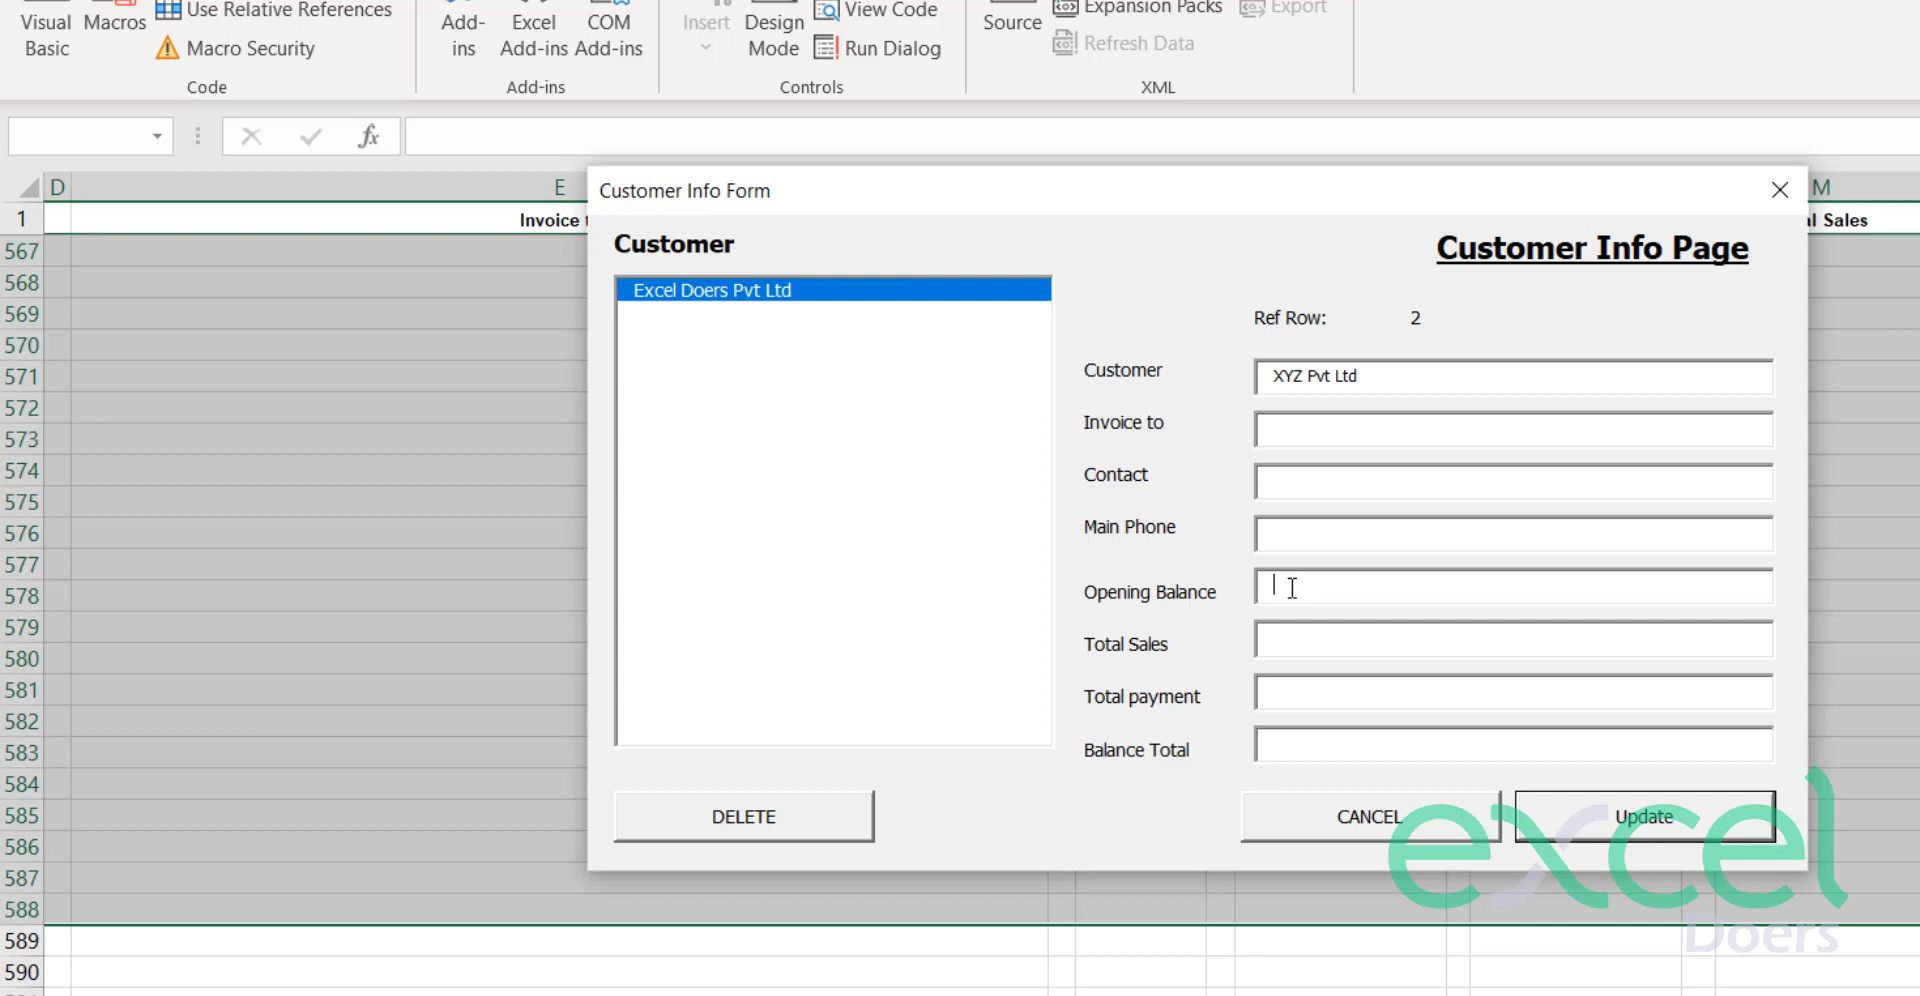 Visual Basic
Macros
Use Relative References
Macro Security
Code
Add-ins
Excel Add-ins
COM Add-ins
Add-ins
Insert
Design Mode
View Code
Run Dialog
Controls
Source
Expansion Packs
Refresh Data
Export
XML
fx
D
E
M
1
Invoice
al Sales
567
568
569
570
571
572
573
574
575
576
577
578
579
580
581
582
583
584
585
586
587
588
589
590
Customer Info Form
Customer
Customer Info Page
Excel Doers Pvt Ltd
Ref Row: 2
Customer XYZ Pvt Ltd
Invoice to
Contact
Main Phone
Opening Balance
Total Sales
Total payment
Balance Total
DELETE
CANCEL
Update
excel
Doers